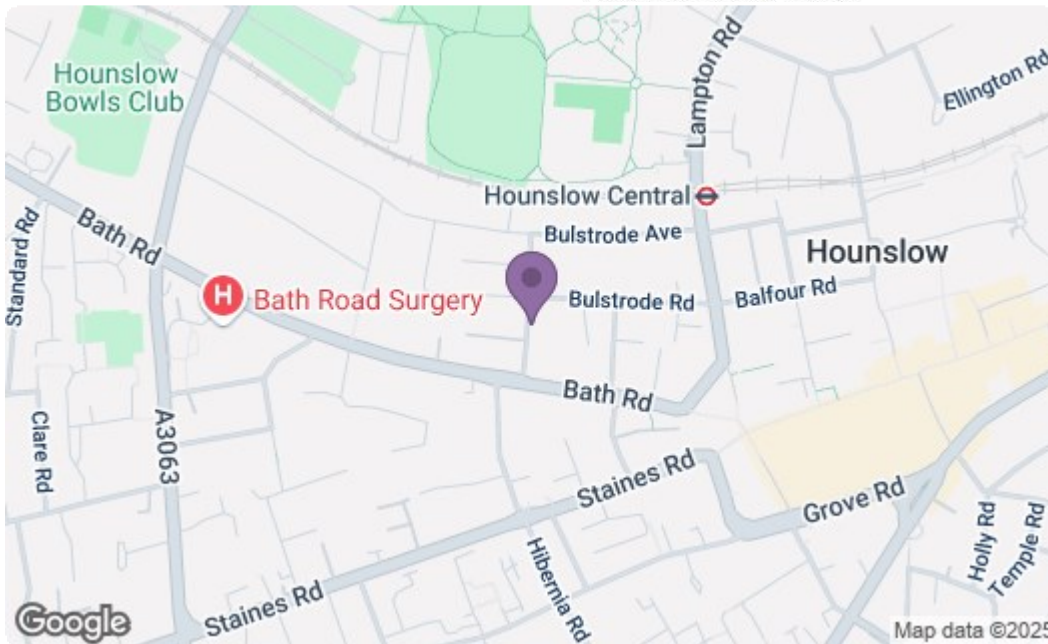 Lampton Rd
Hounslow
Bowls Club
Ellington Rd
Hounslow Central
Bulstrode Ave
Hounslow
Standard Rd
Bath Rd
H
Bath Road Surgery
Bulstrode Rd
Balfour Rd
Bath Rd
Clare Rd
A3063
Staines Rd
Grove Rd
Hibernia Rd
Holly Rd
Temple Rd
Staines Rd
Google
Map data ©2025